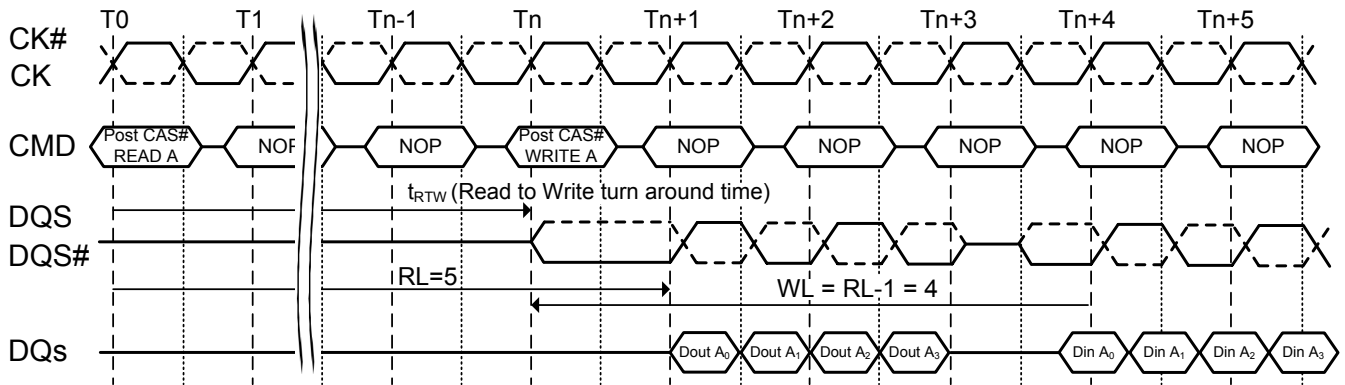 T0 T1 Tn-1 Tn Tn+1 Tn+2 Tn+3 Tn+4 Tn+5
CK#
CK
CMD Post CAS# READ A NOP NOP Post CAS# WRITE A NOP NOP NOP NOP NOP
tRTW (Read to Write turn around time)
DQS
DQS#
RL=5 WL = RL-1 = 4
DQs Dout A0 Dout A1 Dout A2 Dout A3 Din A0 Din A1 Din A2 Din A3